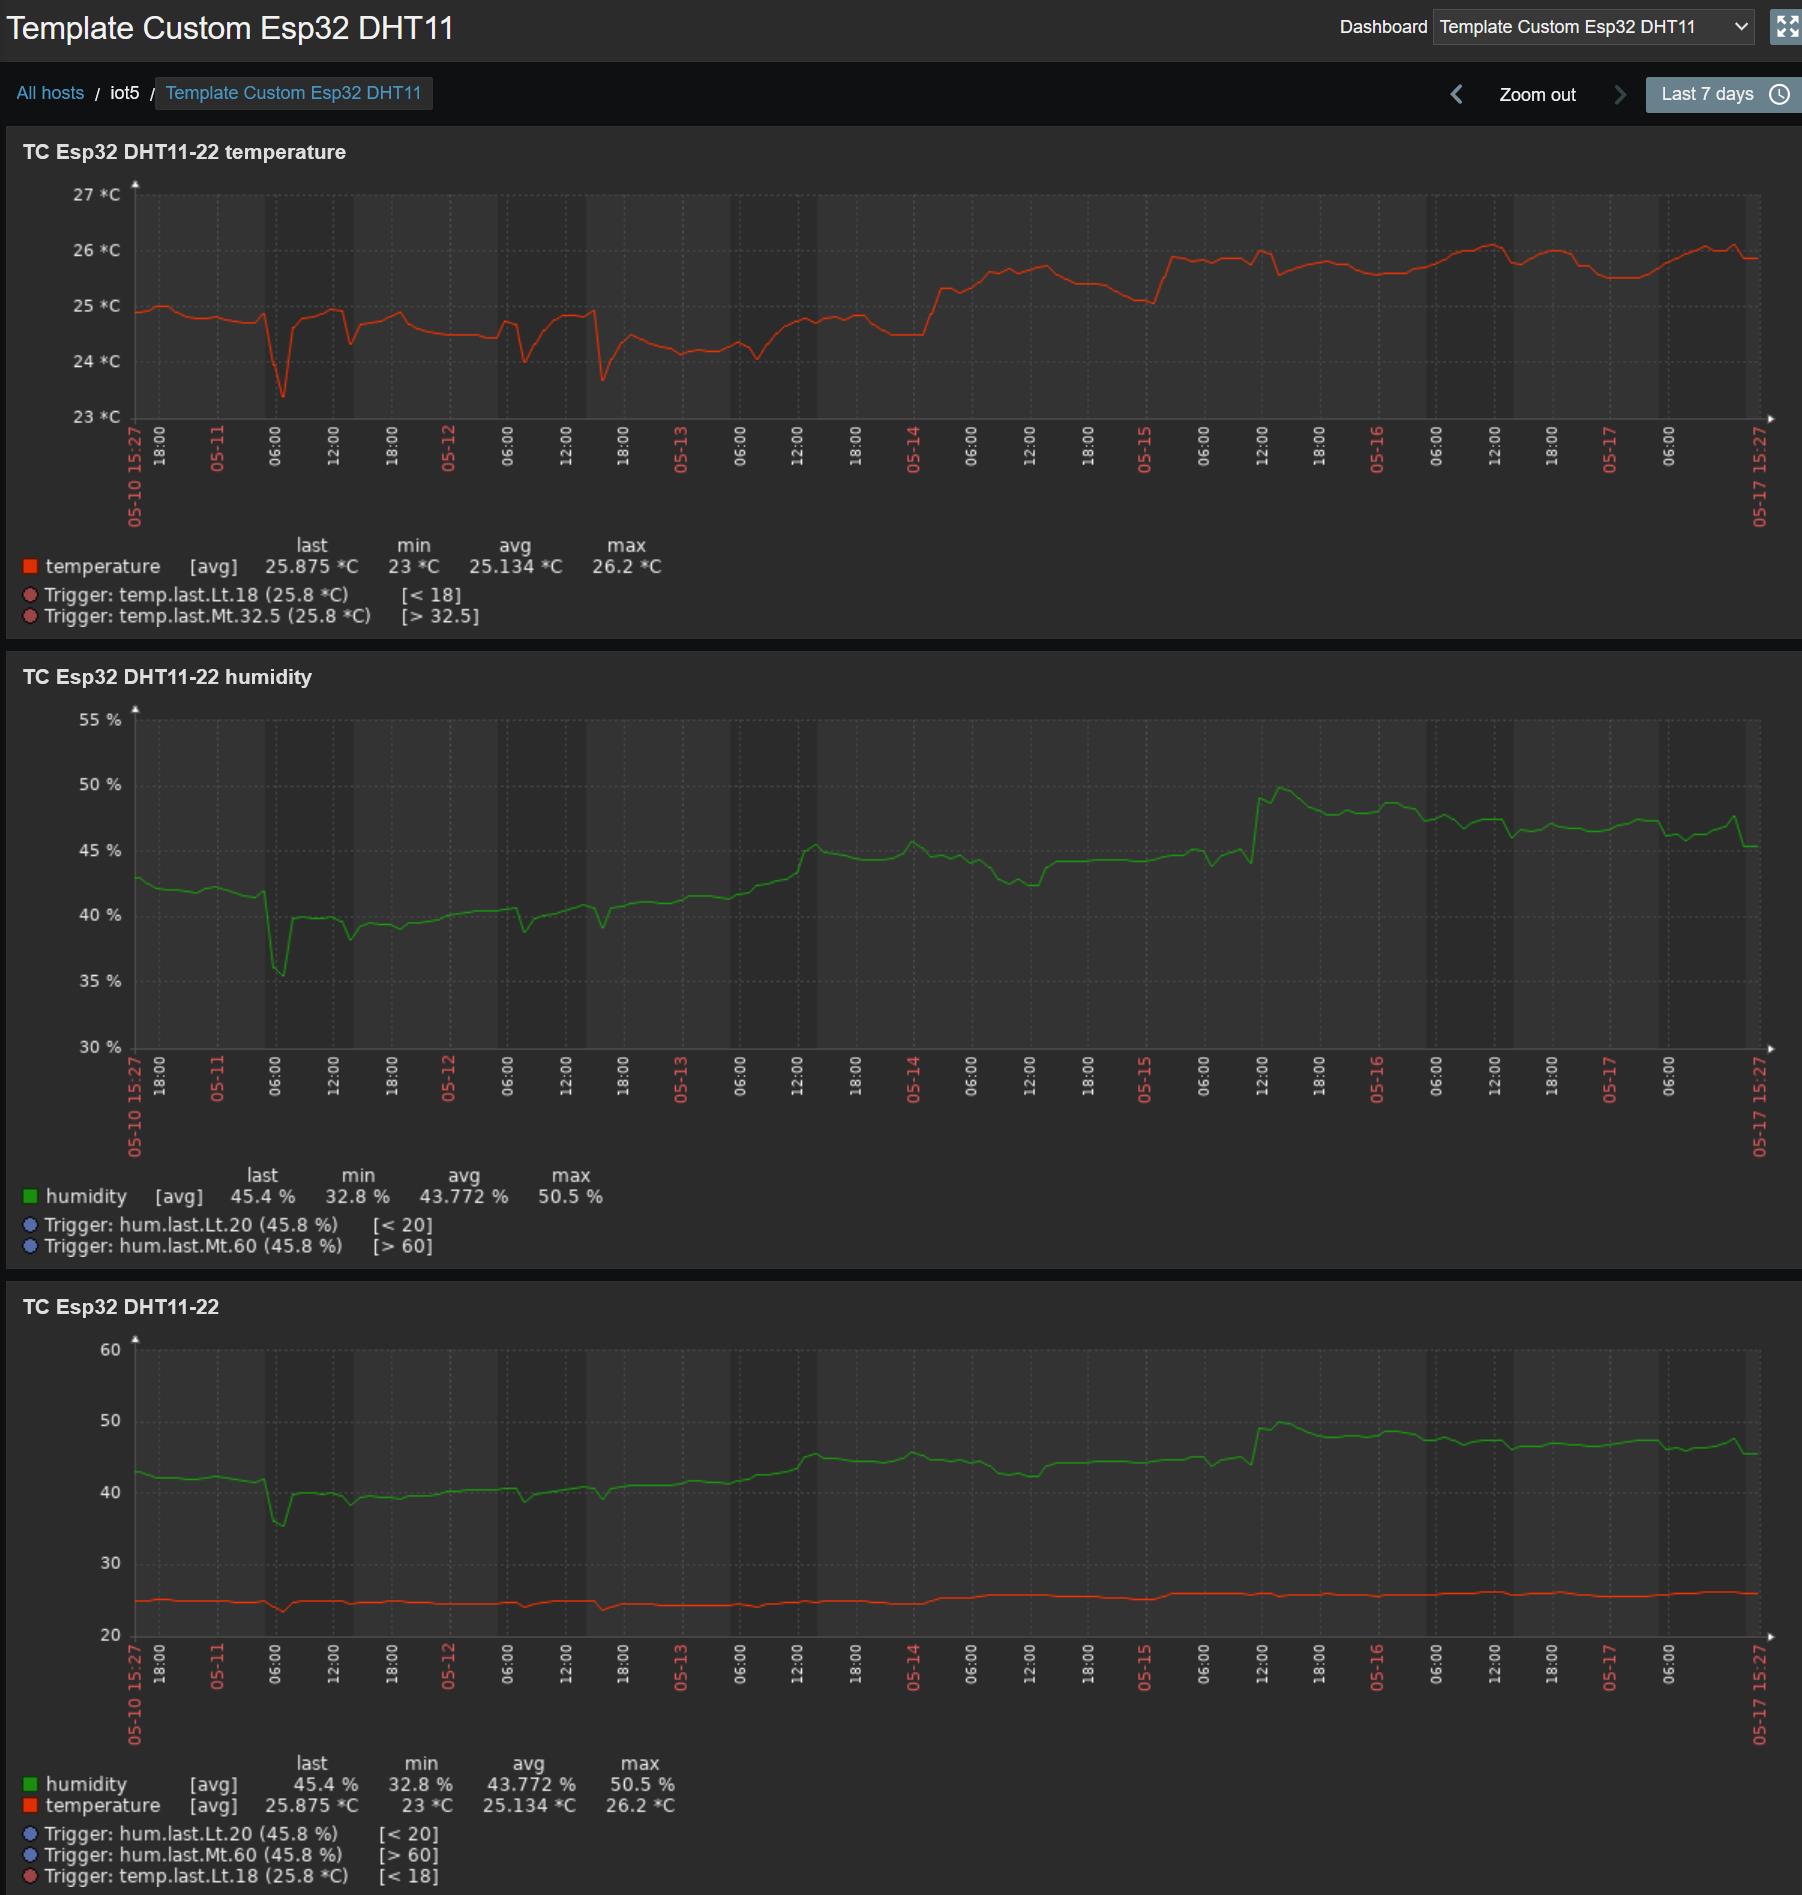 Template Custom Esp32 DHT11
Dashboard Template Custom Esp32 DHT11
All hosts / iot5 / Template Custom Esp32 DHT11
Zoom out
Last 7 days
TC Esp32 DHT11-22 temperature
27 *C
26 *C
25 *C
24 *C
23 *C
05-10 15:27 18:00 05-11 06:00 12:00 18:00 05-12 06:00 12:00 18:00 05-13 06:00 12:00 18:00 05-14 06:00 12:00 18:00 05-15 06:00 12:00 18:00 05-16 06:00 12:00 18:00 05-17 06:00 05-17 15:27
last min avg max
temperature [avg] 25.875 *C 23 *C 25.134 *C 26.2 *C
Trigger: temp.last.Lt.18 (25.8 *C) [< 18]
Trigger: temp.last.Mt.32.5 (25.8 *C) [> 32.5]
TC Esp32 DHT11-22 humidity
55 %
50 %
45 %
40 %
35 %
30 %
05-10 15:27 18:00 05-11 06:00 12:00 18:00 05-12 06:00 12:00 18:00 05-13 06:00 12:00 18:00 05-14 06:00 12:00 18:00 05-15 06:00 12:00 18:00 05-16 06:00 12:00 18:00 05-17 06:00 05-17 15:27
last min avg max
humidity [avg] 45.4 % 32.8 % 43.772 % 50.5 %
Trigger: hum.last.Lt.20 (45.8 %) [< 20]
Trigger: hum.last.Mt.60 (45.8 %) [> 60]
TC Esp32 DHT11-22
60
50
40
30
20
05-10 15:27 18:00 05-11 06:00 12:00 18:00 05-12 06:00 12:00 18:00 05-13 06:00 12:00 18:00 05-14 06:00 12:00 18:00 05-15 06:00 12:00 18:00 05-16 06:00 12:00 18:00 05-17 06:00 05-17 15:27
last min avg max
humidity [avg] 45.4 % 32.8 % 43.772 % 50.5 %
temperature [avg] 25.875 *C 23 *C 25.134 *C 26.2 *C
Trigger: hum.last.Lt.20 (45.8 %) [< 20]
Trigger: hum.last.Mt.60 (45.8 %) [> 60]
Trigger: temp.last.Lt.18 (25.8 *C) [< 18]